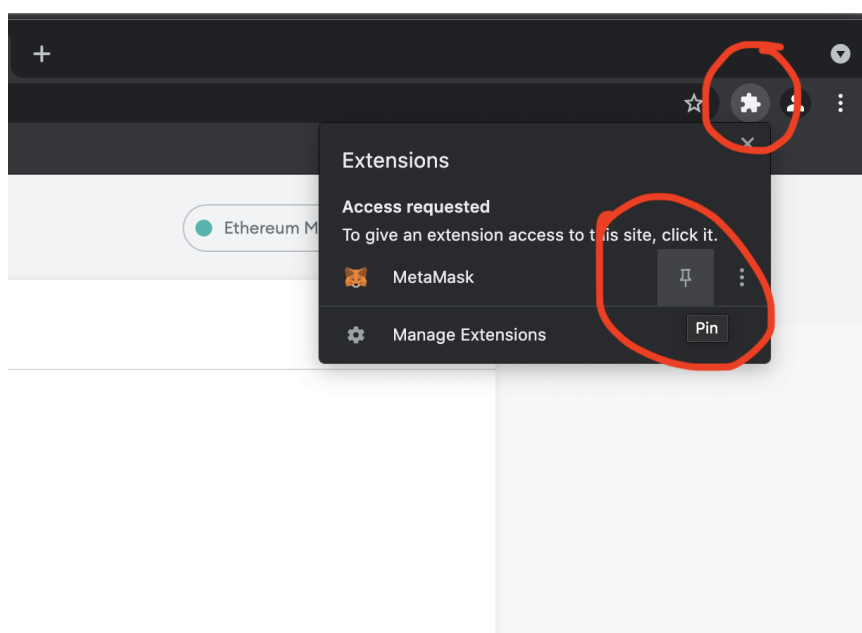 Extensions
Access requested
Ethereum M
To give an extension access to this site, click it.
MetaMask
Pin
Manage Extensions